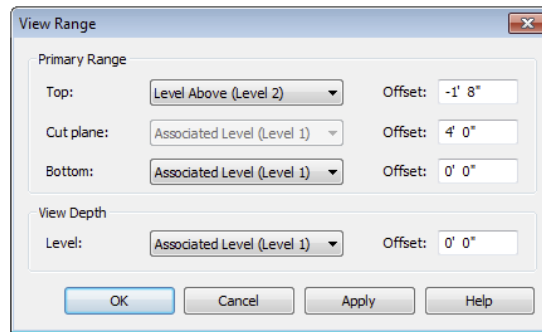 View Range
Primary Range
Top: Level Above (Level 2) Offset: -1' 8"
Cut plane: Associated Level (Level 1) Offset: 4' 0"
Bottom: Associated Level (Level 1) Offset: 0' 0"
View Depth
Level: Associated Level (Level 1) Offset: 0' 0"
OK Cancel Apply Help